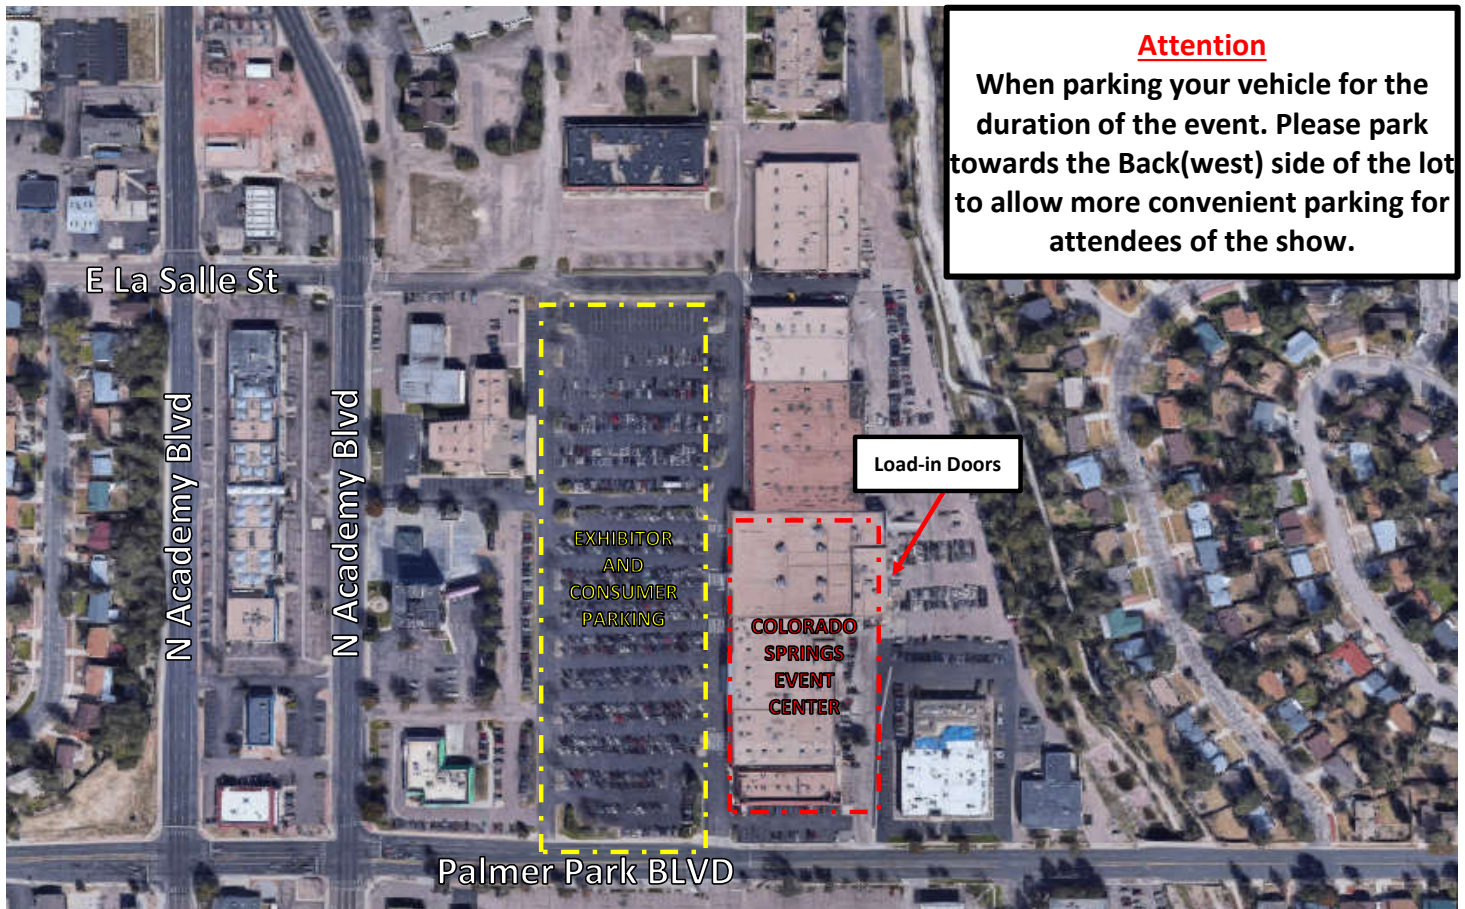 Attention
When parking your vehicle for the
duration of the event. Please park
towards the Back(west) side of the lot
to allow more convenient parking for
attendees of the show.
E La Salle St
N Academy Blvd
N Academy Blvd
Load-in Doors
EXHIBITOR
AND
CONSUMER
PARKING
COLORADO
SPRINGS
EVENT
CENTER
Palmer Park BLVD